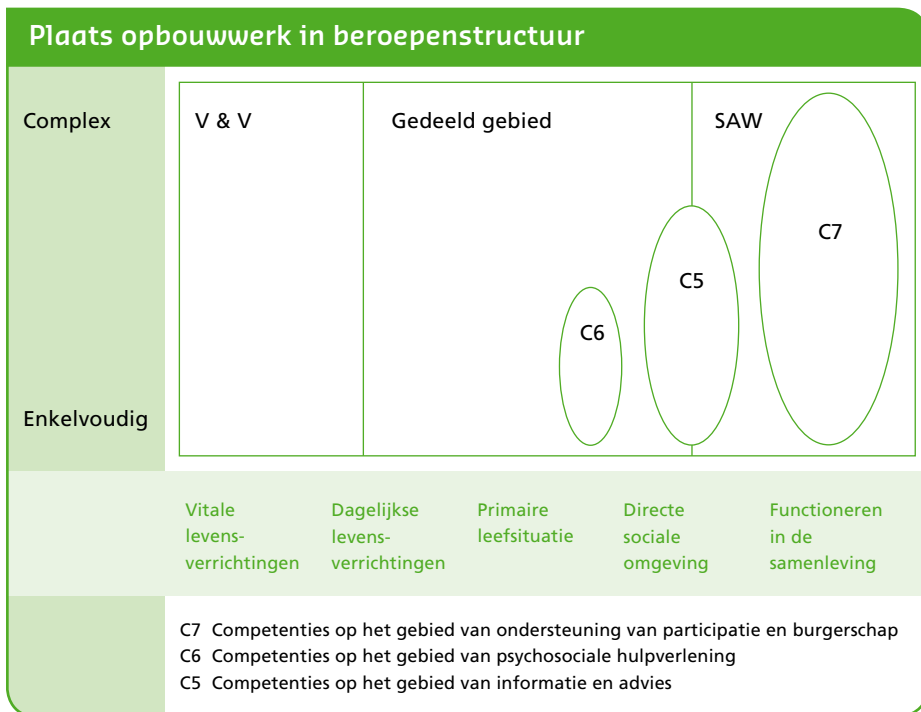 Plaats opbouwwerk in beroepenstructuur
Complex
V & V
Gedeeld gebied
SAW
C7
C5
C6
Enkelvoudig
Vitale
levens-
verrichtingen
Dagelijkse
levens-
verrichtingen
Primaire
leefsituatie
Directe
sociale
omgeving
Functioneren
in de
samenleving
C7 Competenties op het gebied van ondersteuning van participatie en burgerschap
C6 Competenties op het gebied van psychosociale hulpverlening
C5 Competenties op het gebied van informatie en advies